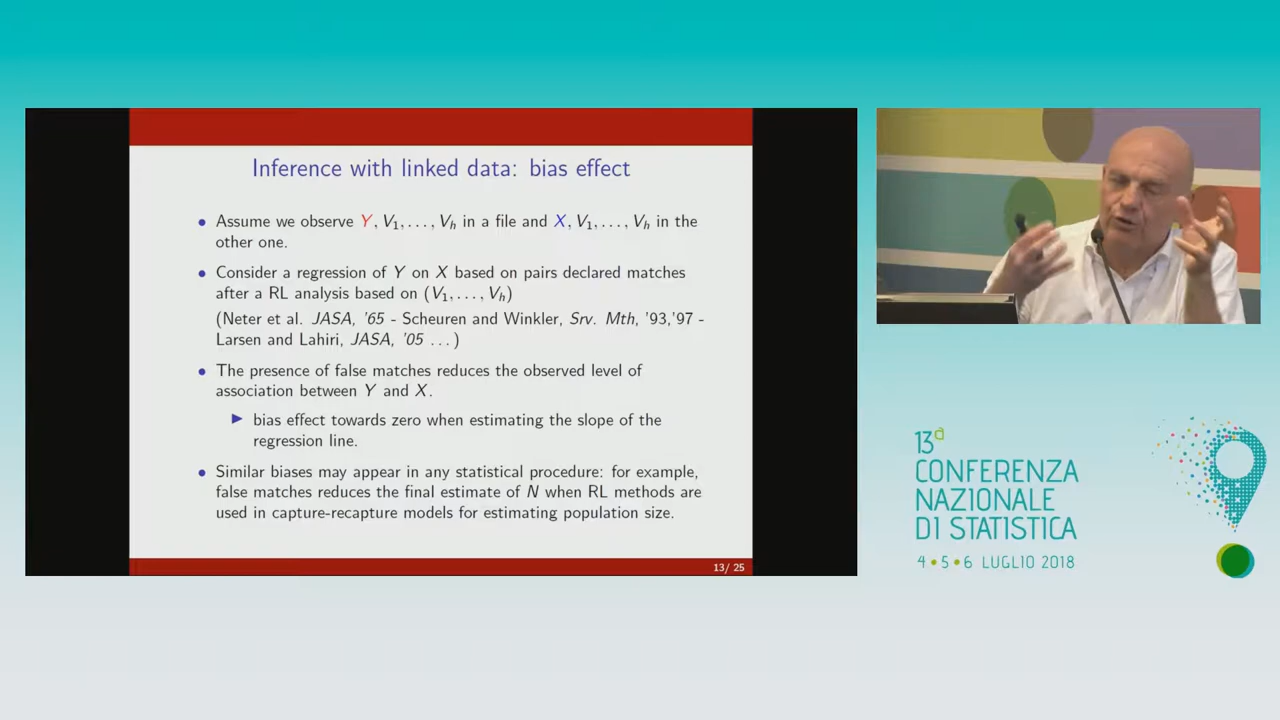 Inference with linked data: bias effect
• Assume we observe Y, V1, . . . , Vh in a file and X, V1, . . . , Vh in the
other one.
• Consider a regression of Y on X based on pairs declared matches
after a RL analysis based on (V1, . . . , Vh)
(Neter et al. JASA, '65 - Scheuren and Winkler, Srv. Mth, '93,'97 -
Larsen and Lahiri, JASA, '05 . . . )
• The presence of false matches reduces the observed level of
association between Y and X.
▶ bias effect towards zero when estimating the slope of the
regression line.
• Similar biases may appear in any statistical procedure: for example,
false matches reduces the final estimate of N when RL methods are
used in capture-recapture models for estimating population size.
13/ 25
13a
CONFERENZA
NAZIONALE
DI STATISTICA
4 • 5 • 6 LUGLIO 2018